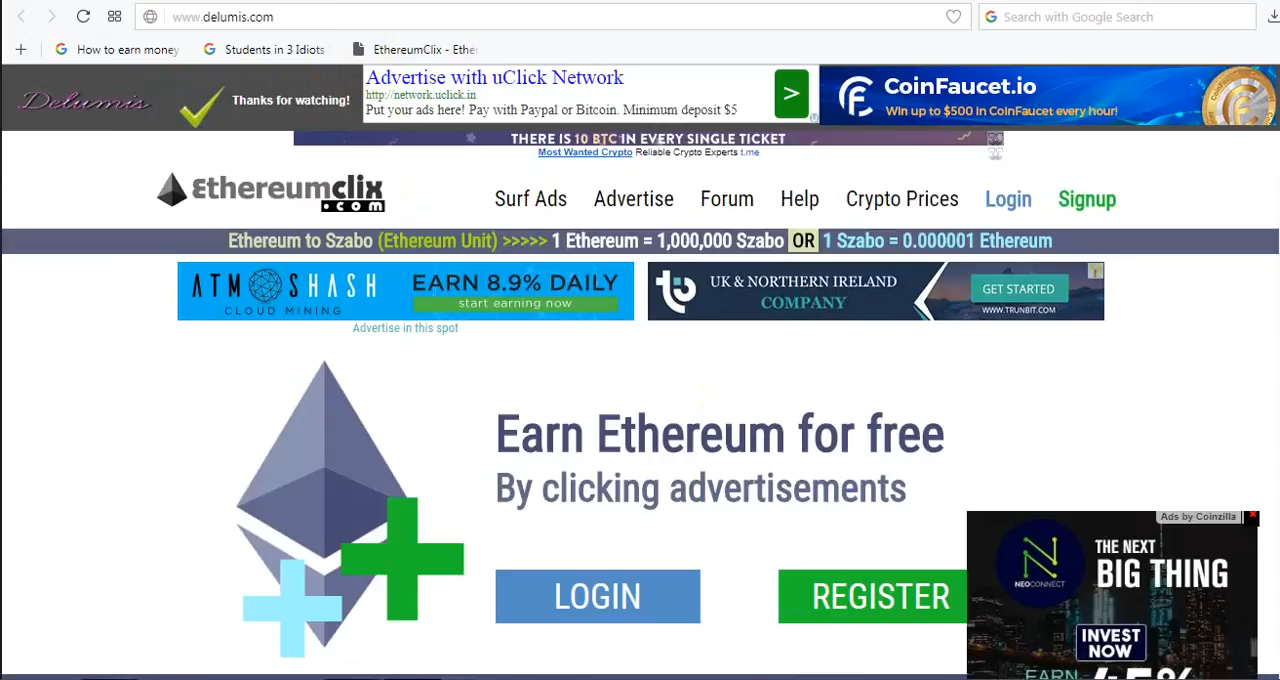 www.delumis.com
Search with Google Search
How to earn money
Students in 3 Idiots
EthereumClix - Ether
Delumis
Thanks for watching!
Advertise with uClick Network
http://network.uclick.in
Put your ads here! Pay with Paypal or Bitcoin. Minimum deposit $5
>
CoinFaucet.io
Win up to $500 in CoinFaucet every hour!
THERE IS 10 BTC IN EVERY SINGLE TICKET
Most Wanted Crypto Reliable Crypto Experts t.me
Ethereumclix
.com
Surf Ads
Advertise
Forum
Help
Crypto Prices
Login
Signup
Ethereum to Szabo (Ethereum Unit) >>>>> 1 Ethereum = 1,000,000 Szabo OR 1 Szabo = 0.000001 Ethereum
ATMOSHASH
CLOUD MINING
EARN 8.9% DAILY
start earning now
UK & NORTHERN IRELAND
COMPANY
GET STARTED
WWW.TRUNBIT.COM
Advertise in this spot
Earn Ethereum for free
By clicking advertisements
LOGIN
REGISTER
Ads by Coinzilla
NEOCONNECT
THE NEXT
BIG THING
INVEST
NOW
EARN